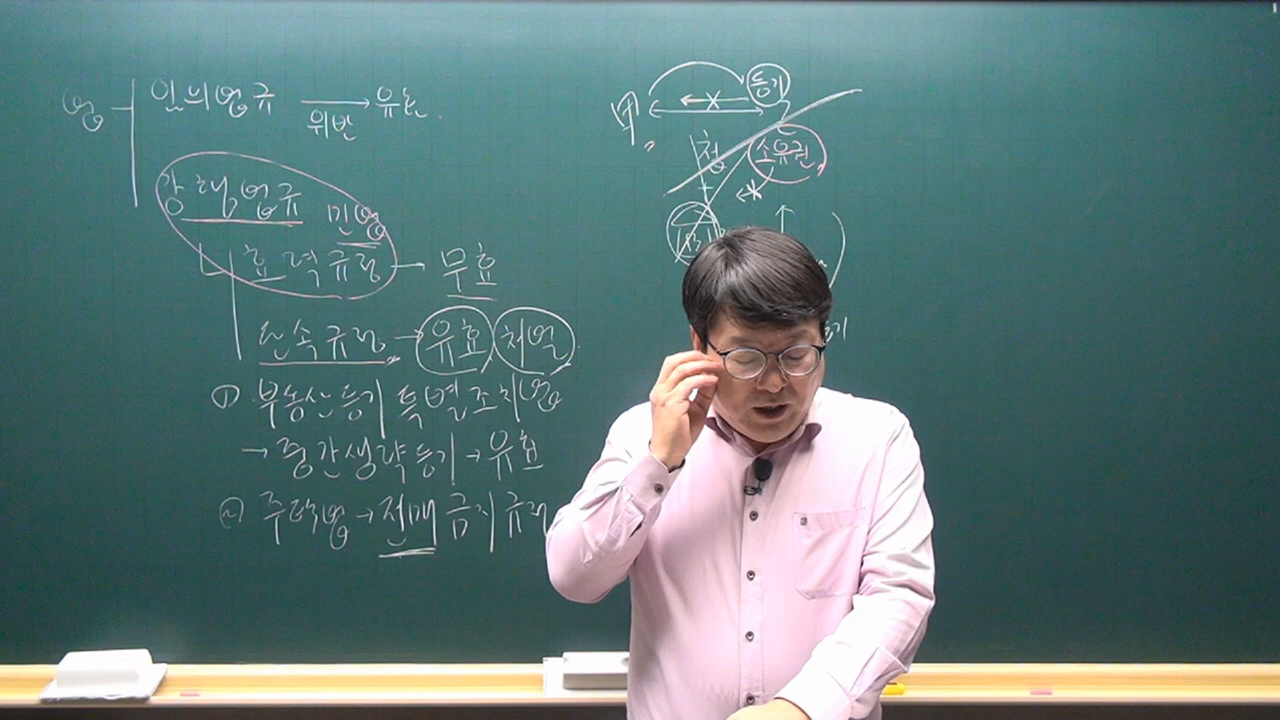 법 임의법규 → 유효.
위반
강행법규 민법
효력규정 — 무효
단속규정 → 유효, 처벌
① 부동산등기특별조치법
→ 중간생략등기 → 유효
② 주택법 → 전매금지규정
甲
등기
청
소유권